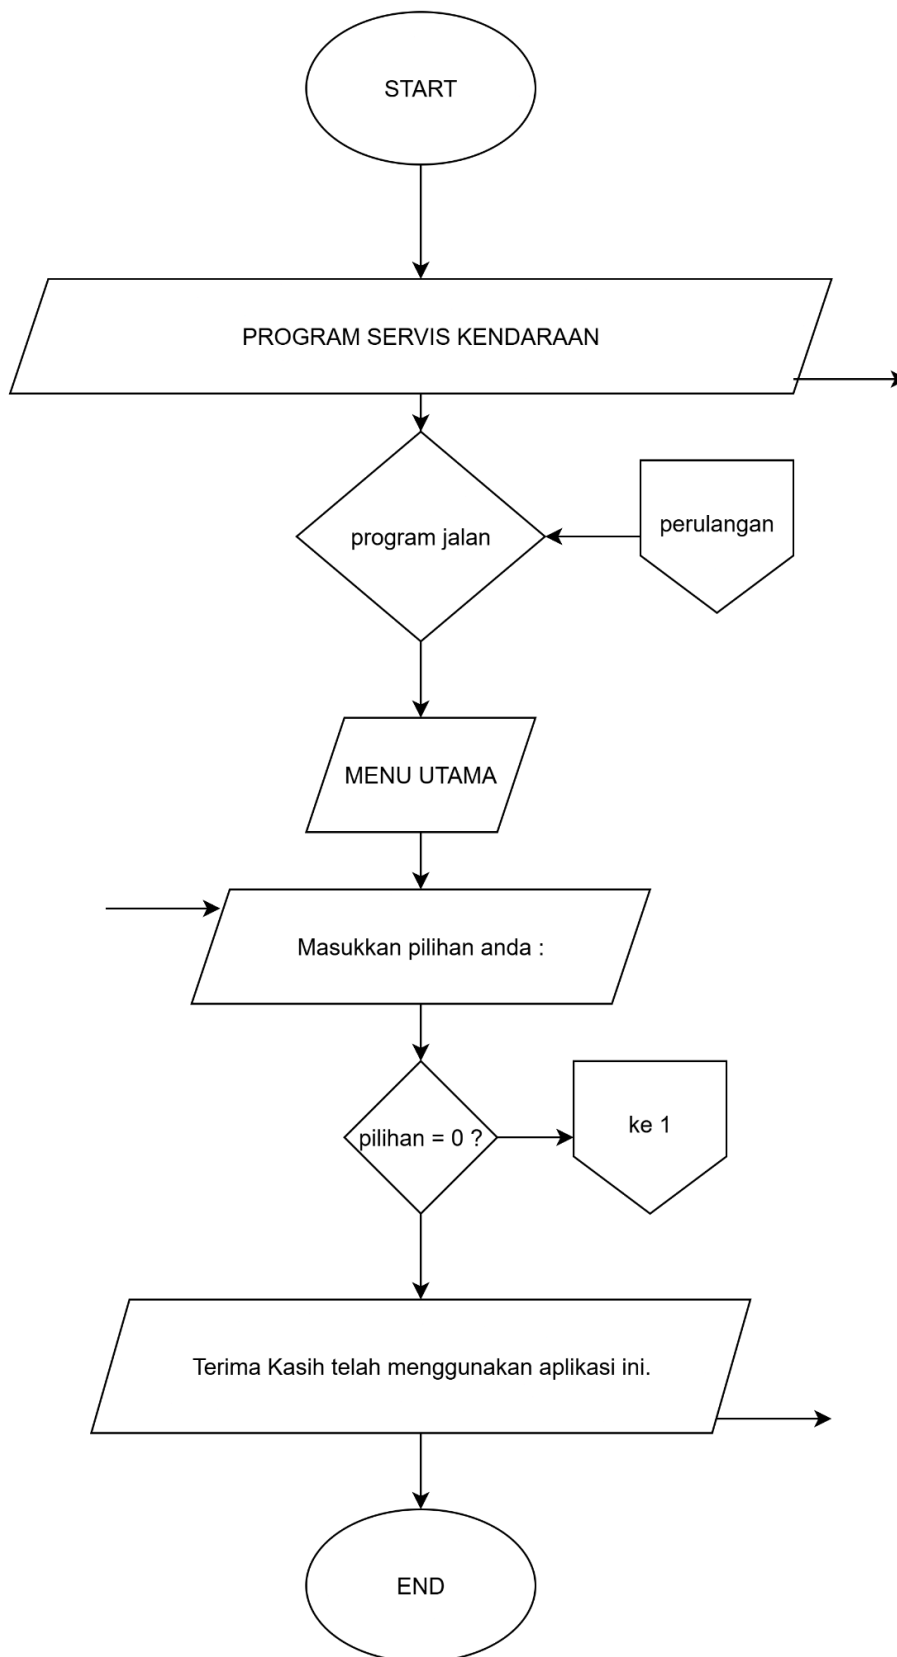 START
PROGRAM SERVIS KENDARAAN
program jalan
perulangan
MENU UTAMA
Masukkan pilihan anda :
pilihan = 0 ?
ke 1
Terima Kasih telah menggunakan aplikasi ini.
END